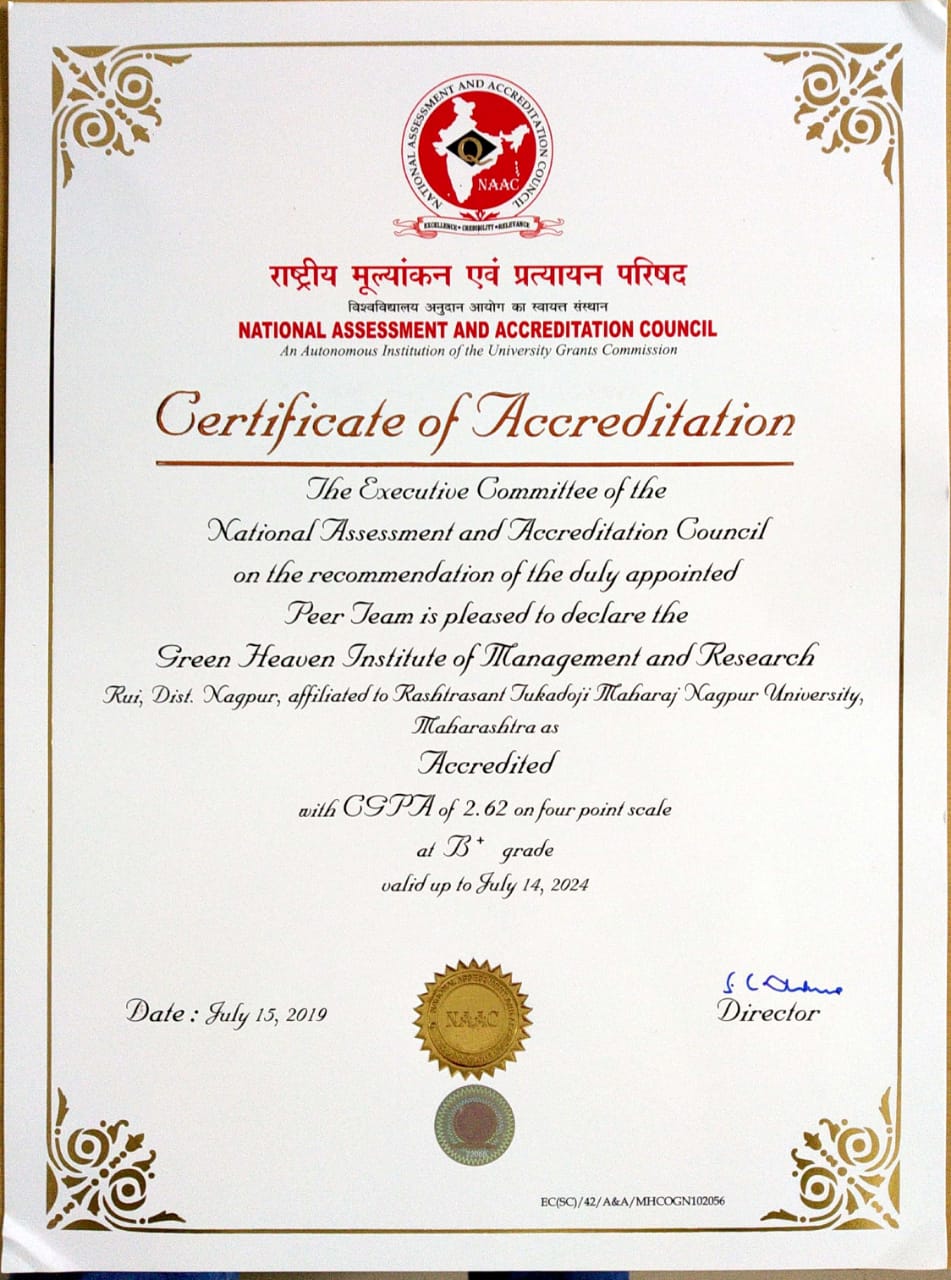 NATIONAL ASSESSMENT AND ACCREDITATION COUNCIL
Q
NAAC
EXCELLENCE • CREDIBILITY • RELEVANCE
राष्ट्रीय मूल्यांकन एवं प्रत्यायन परिषद
विश्वविद्यालय अनुदान आयोग का स्वायत्त संस्थान
NATIONAL ASSESSMENT AND ACCREDITATION COUNCIL
An Autonomous Institution of the University Grants Commission
Certificate of Accreditation
The Executive Committee of the
National Assessment and Accreditation Council
on the recommendation of the duly appointed
Peer Team is pleased to declare the
Green Heaven Institute of Management and Research
Rui, Dist. Nagpur, affiliated to Rashtrasant Tukadoji Maharaj Nagpur University,
Maharashtra as
Accredited
with CGPA of 2.62 on four point scale
at B+ grade
valid up to July 14, 2024
Date : July 15, 2019
NAAC
Director
EC(SC)/42/A&A/MHCOGN102056